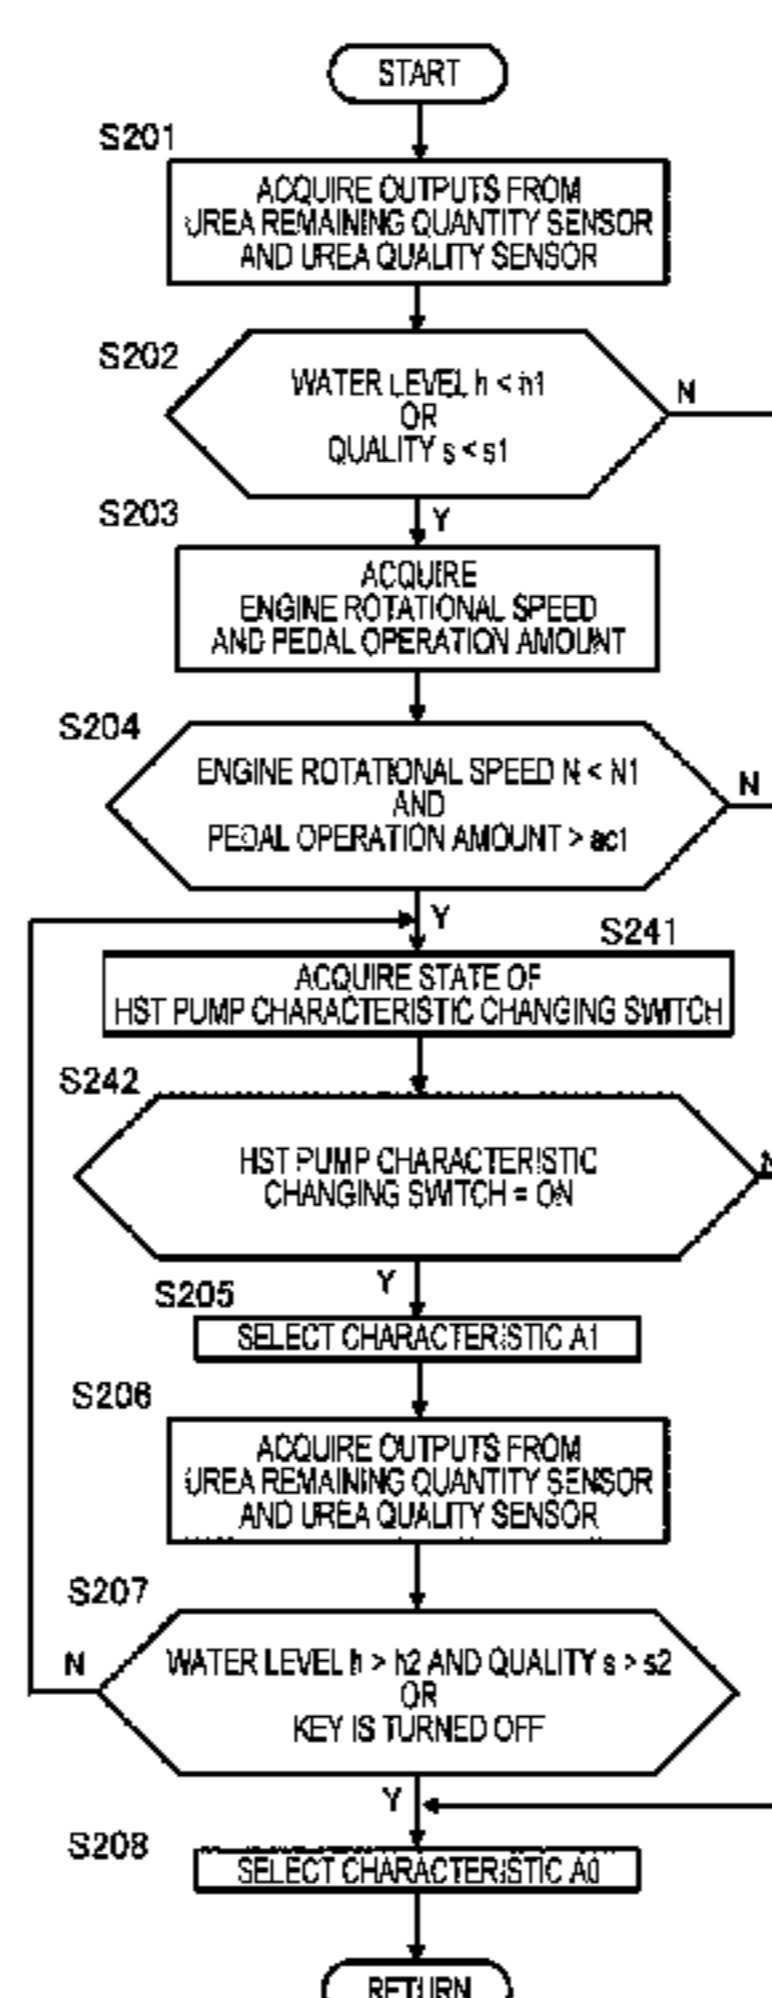 START
S201
ACQUIRE OUTPUTS FROM
UREA REMAINING QUANTITY SENSOR
AND UREA QUALITY SENSOR
S202
WATER LEVEL h < h1
OR
QUALITY s < s1
N
S203
Y
ACQUIRE
ENGINE ROTATIONAL SPEED
AND PEDAL OPERATION AMOUNT
S204
ENGINE ROTATIONAL SPEED N < N1
AND
PEDAL OPERATION AMOUNT > ac1
N
Y
S241
ACQUIRE STATE OF
HST PUMP CHARACTERISTIC CHANGING SWITCH
S242
HST PUMP CHARACTERISTIC
CHANGING SWITCH = ON
N
Y
S205
SELECT CHARACTERISTIC A1
S206
ACQUIRE OUTPUTS FROM
UREA REMAINING QUANTITY SENSOR
AND UREA QUALITY SENSOR
S207
N
WATER LEVEL h > h2 AND QUALITY s > s2
OR
KEY IS TURNED OFF
Y
S208
SELECT CHARACTERISTIC A0
RETURN